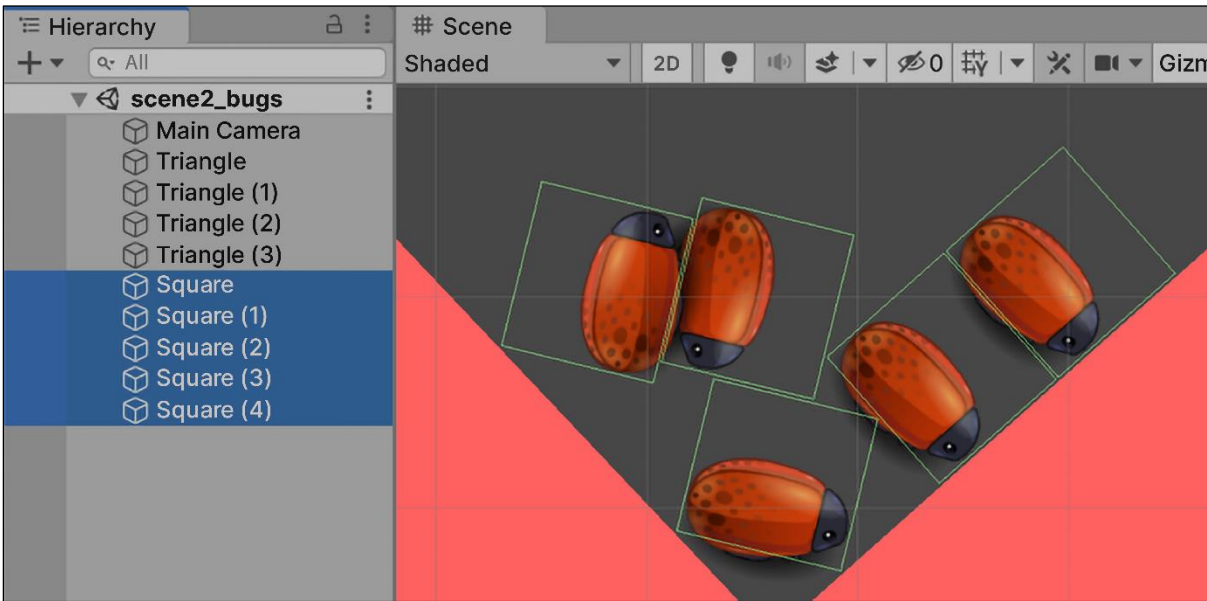 Hierarchy
All
scene2_bugs
Main Camera
Triangle
Triangle (1)
Triangle (2)
Triangle (3)
Square
Square (1)
Square (2)
Square (3)
Square (4)
Scene
Shaded 2D 0 Gizm